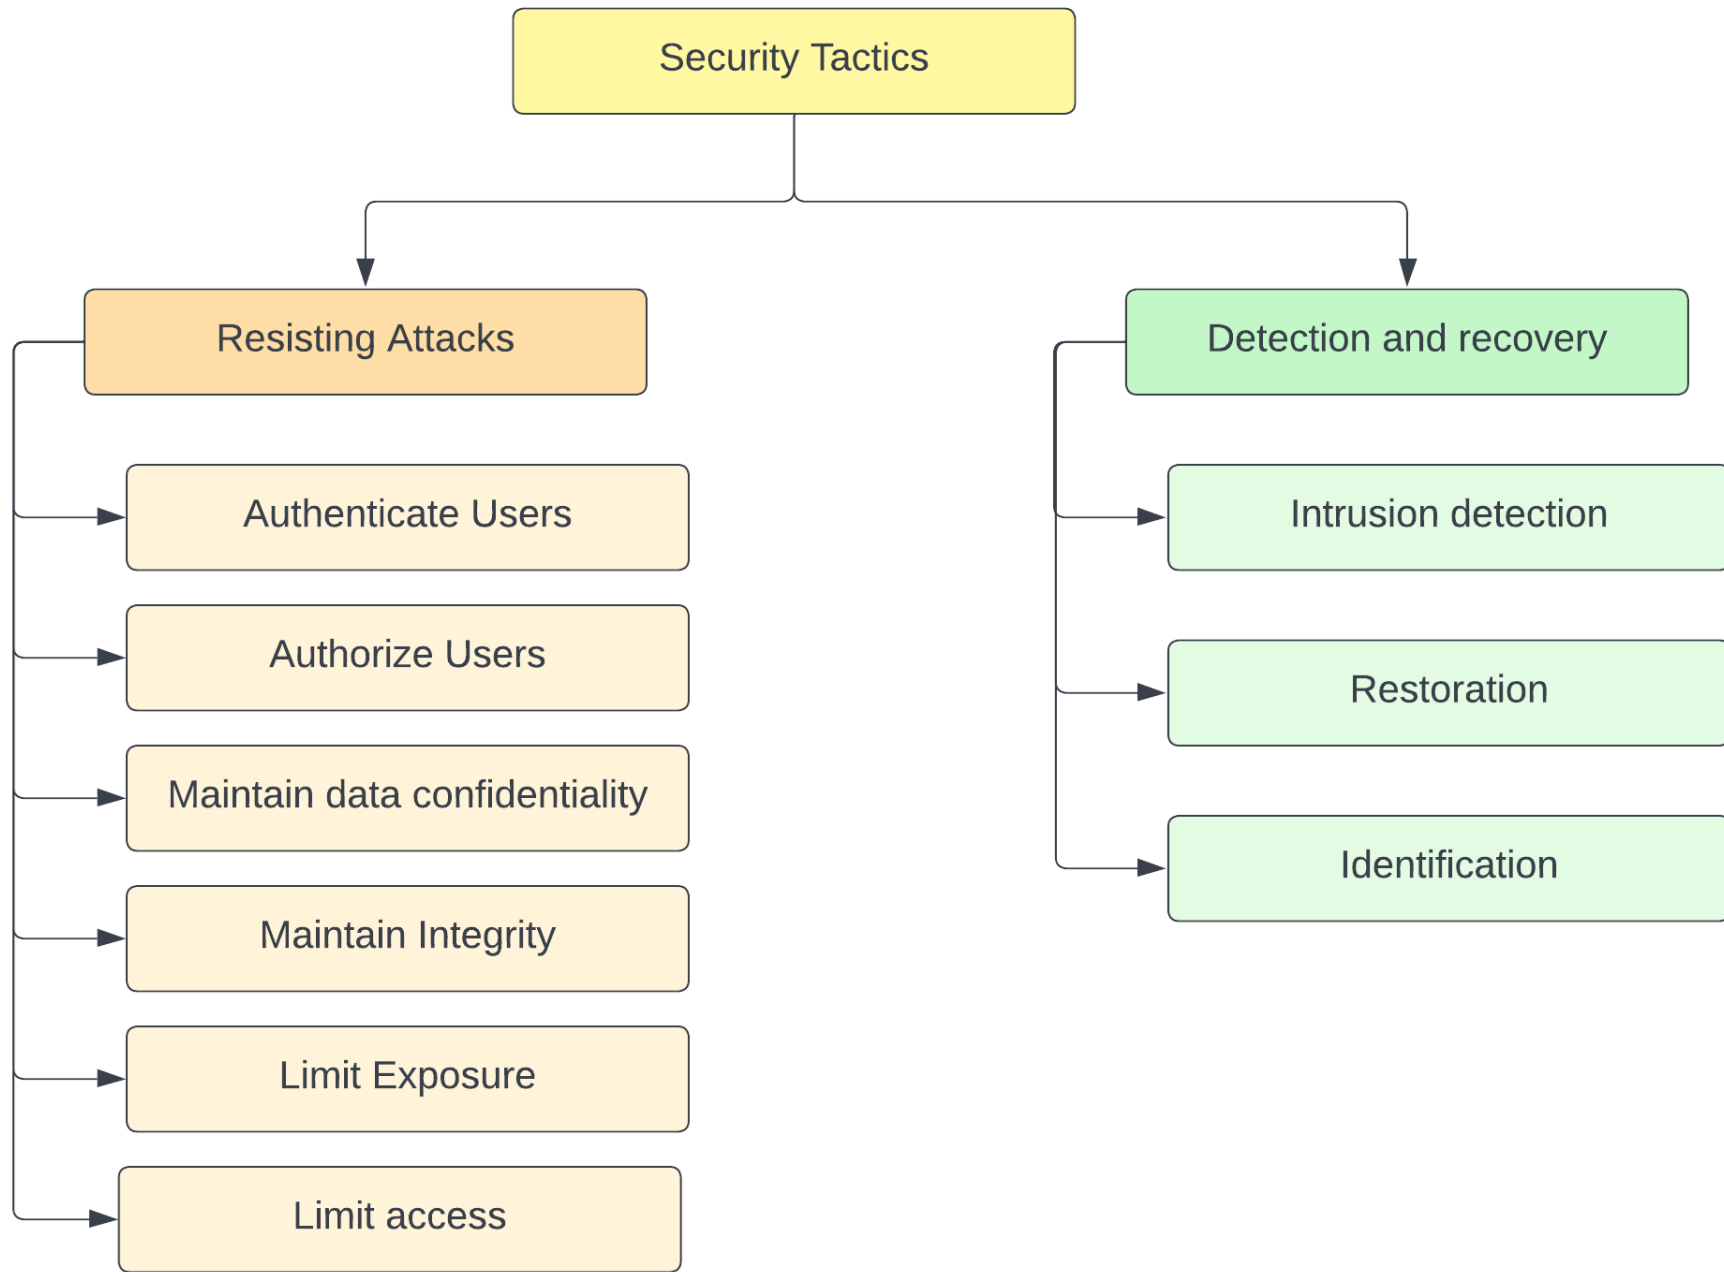 Security Tactics
Resisting Attacks
Detection and recovery
Authenticate Users
Authorize Users
Maintain data confidentiality
Maintain Integrity
Limit Exposure
Limit access
Intrusion detection
Restoration
Identification